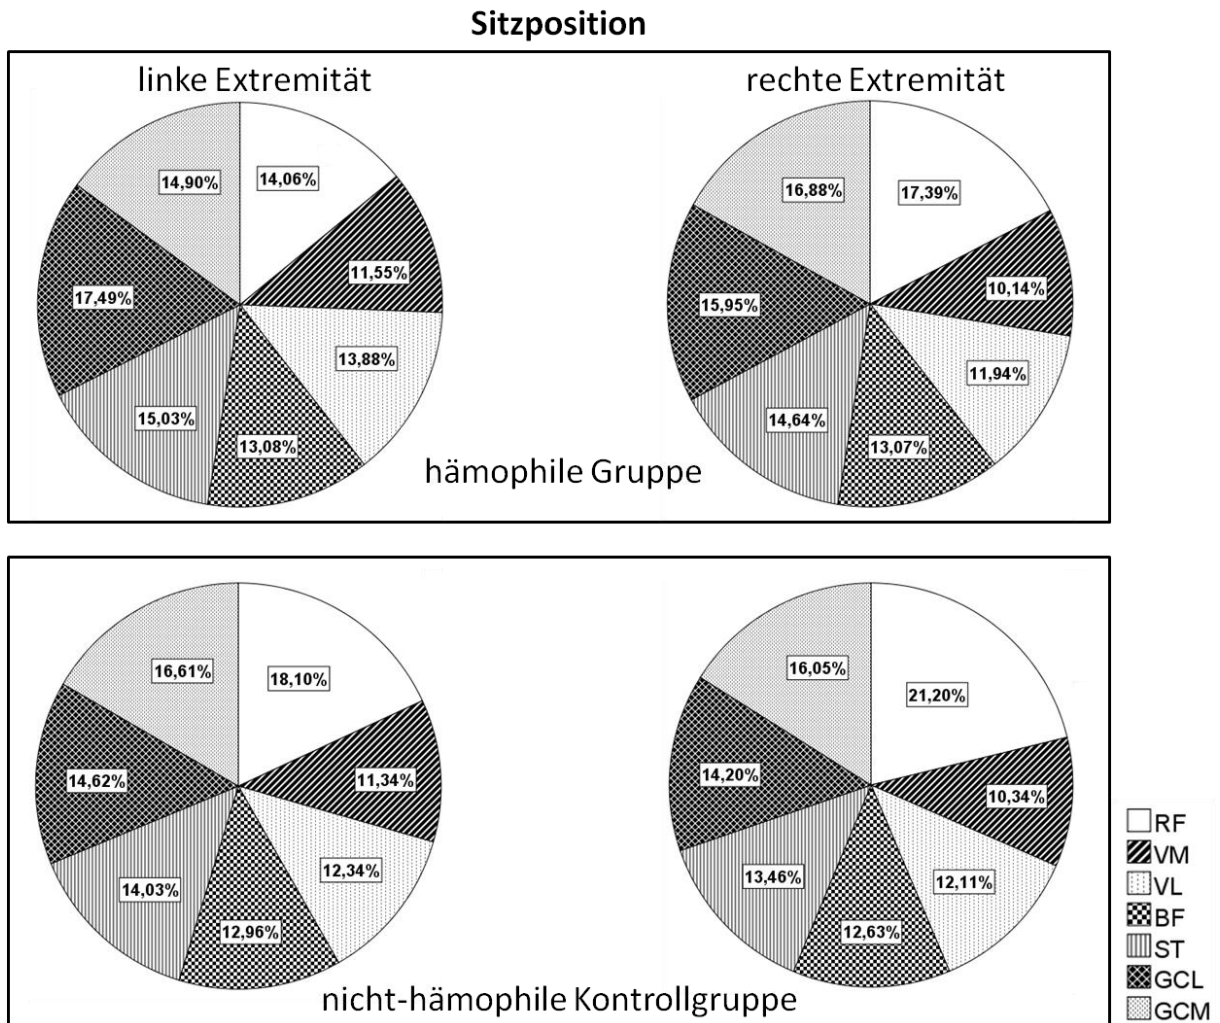 Sitzposition
linke Extremität
rechte Extremität
14,90%
14,06%
11,55%
17,49%
13,88%
15,03%
13,08%
16,88%
17,39%
10,14%
15,95%
11,94%
14,64%
13,07%
hämophile Gruppe
16,61%
18,10%
14,62%
11,34%
12,34%
14,03%
12,96%
16,05%
21,20%
14,20%
10,34%
13,46%
12,11%
12,63%
nicht-hämophile Kontrollgruppe
RF
VM
VL
BF
ST
GCL
GCM